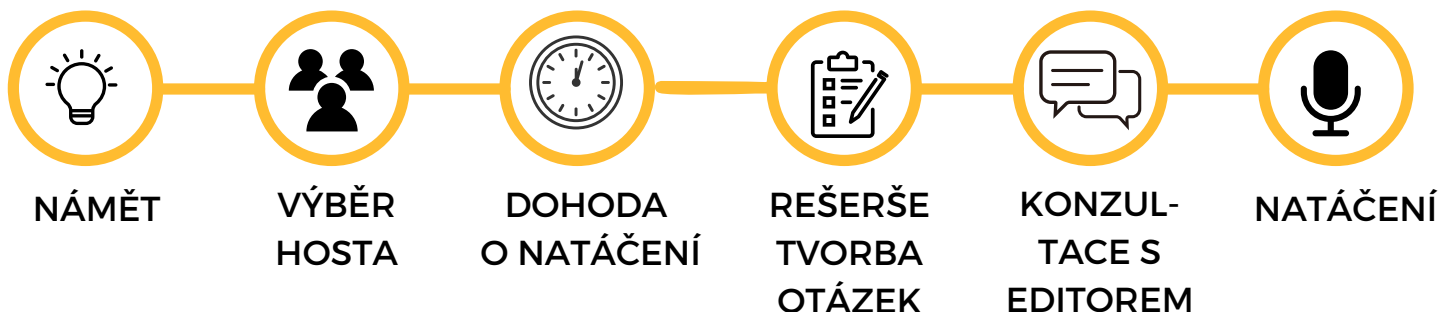 NÁMĚT
VÝBĚR
HOSTA
DOHODA
O NATÁČENÍ
REŠERŠE
TVORBA
OTÁZEK
KONZUL-
TACE S
EDITOREM
NATÁČENÍ